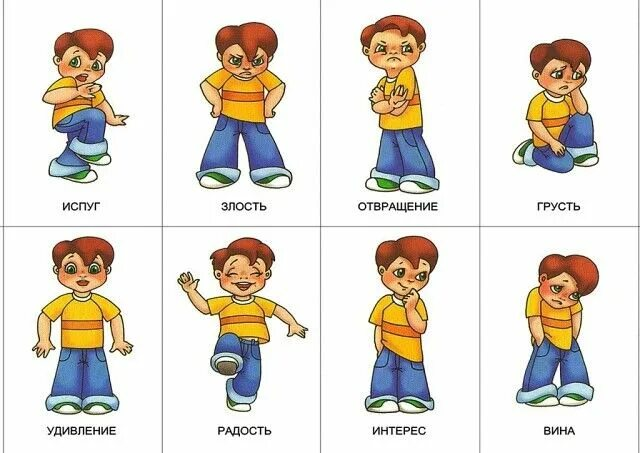 ИСПУГ
ЗЛОСТЬ
ОТВРАЩЕНИЕ
ГРУСТЬ
УДИВЛЕНИЕ
РАДОСТЬ
ИНТЕРЕС
ВИНА